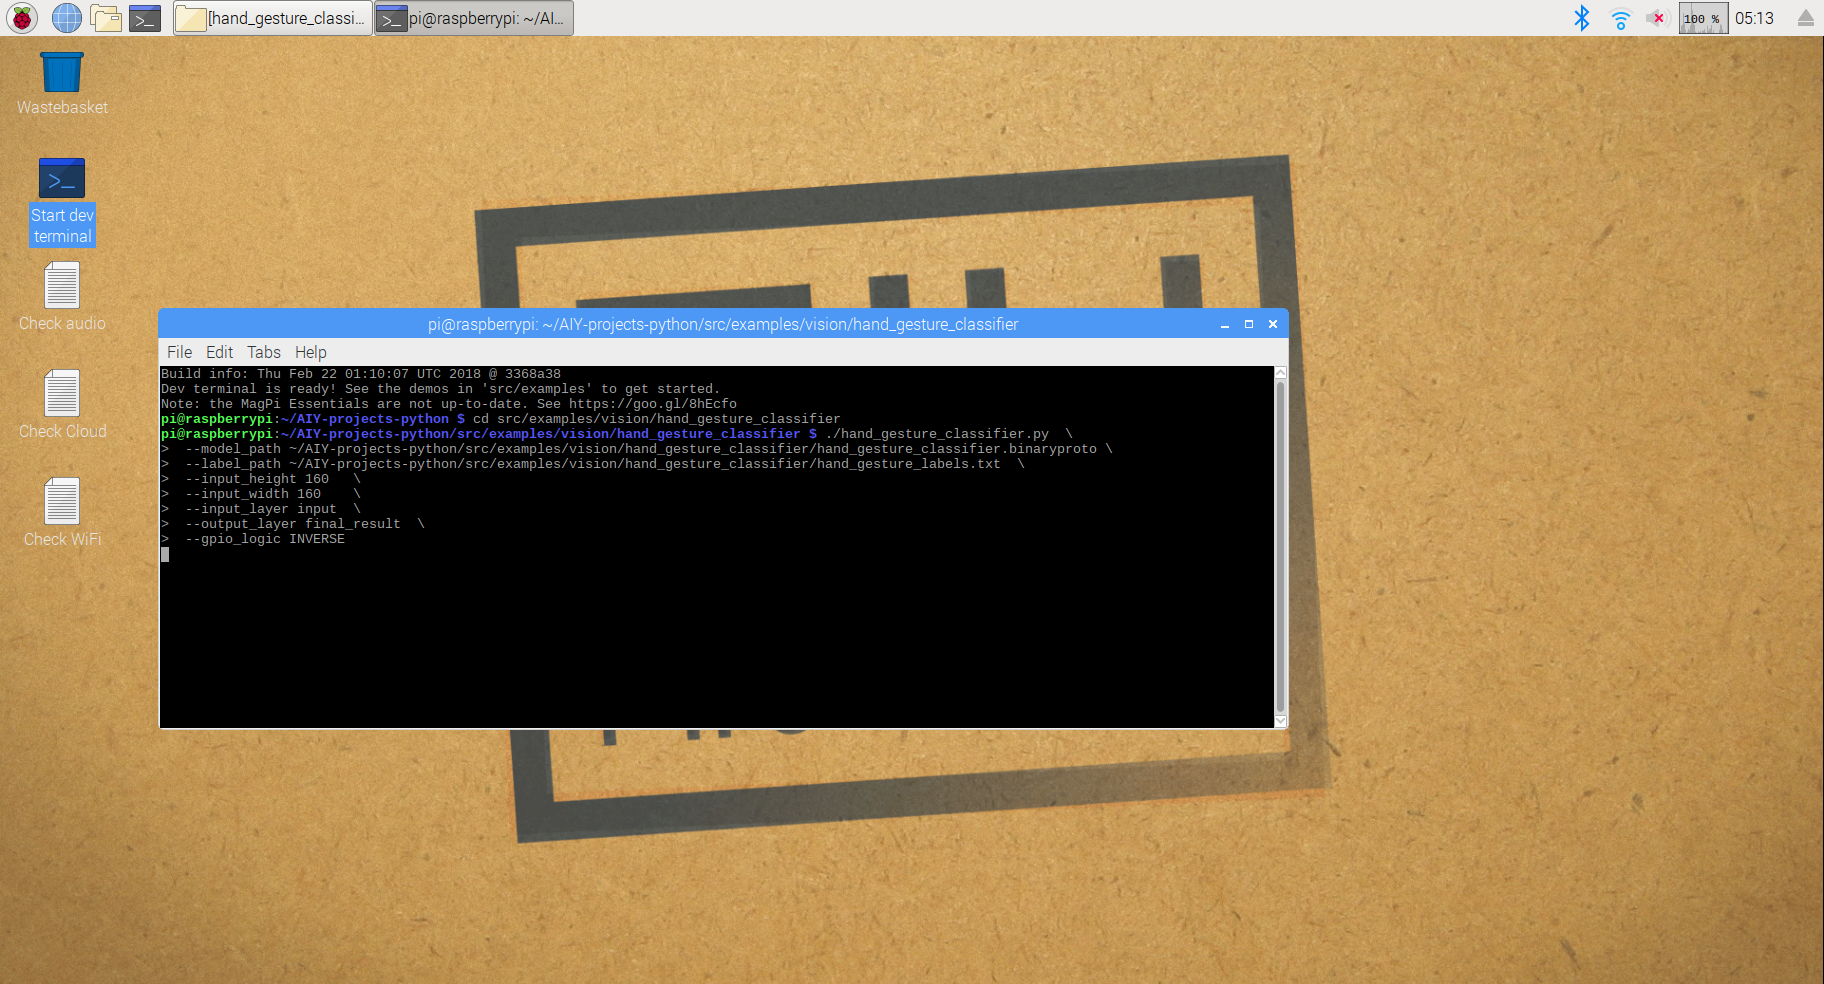 [hand_gesture_classi...
pi@raspberrypi: ~/AI...
100 %
05:13
Wastebasket
Start dev
terminal
Check audio
Check Cloud
Check WiFi
pi@raspberrypi: ~/AIY-projects-python/src/examples/vision/hand_gesture_classifier
File Edit Tabs Help
Build info: Thu Feb 22 01:10:07 UTC 2018 @ 3368a38
Dev terminal is ready! See the demos in 'src/examples' to get started.
Note: the MagPi Essentials are not up-to-date. See https://goo.gl/8hEcfo
pi@raspberrypi:~/AIY-projects-python $ cd src/examples/vision/hand_gesture_classifier
pi@raspberrypi:~/AIY-projects-python/src/examples/vision/hand_gesture_classifier $ ./hand_gesture_classifier.py  \
>  --model_path ~/AIY-projects-python/src/examples/vision/hand_gesture_classifier/hand_gesture_classifier.binaryproto \
>  --label_path ~/AIY-projects-python/src/examples/vision/hand_gesture_classifier/hand_gesture_labels.txt  \
>  --input_height 160   \
>  --input_width 160    \
>  --input_layer input  \
>  --output_layer final_result  \
>  --gpio_logic INVERSE